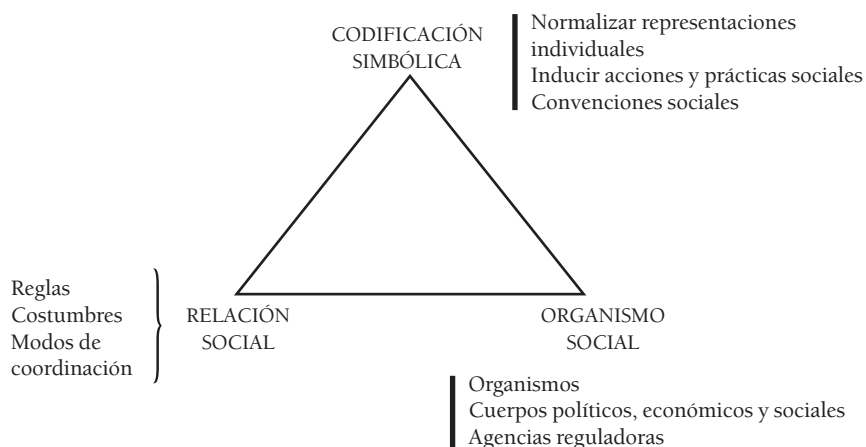 CODIFICACIÓN
SIMBÓLICA
Normalizar representaciones
individuales
Inducir acciones y prácticas sociales
Convenciones sociales
Reglas
Costumbres
Modos de
coordinación
RELACIÓN
SOCIAL
ORGANISMO
SOCIAL
Organismos
Cuerpos políticos, económicos y sociales
Agencias reguladoras